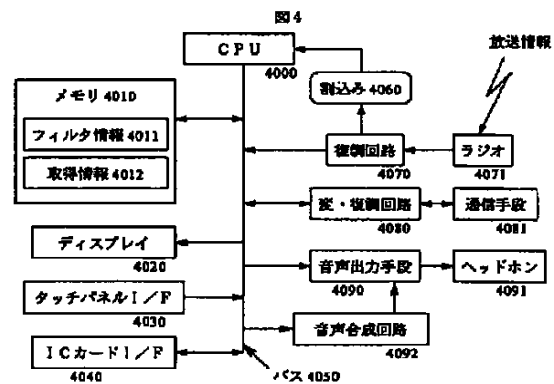 図4
CPU
4000
放送情報
メモリ 4010
フィルタ情報 4011
取得情報 4012
割込み 4060
復調回路
4070
ラジオ
4071
変・復調回路
4080
通信手段
4081
ディスプレイ
4020
音声出力手段
4090
ヘッドホン
4091
タッチパネルI/F
4030
音声合成回路
4092
ICカードI/F
4040
バス 4050